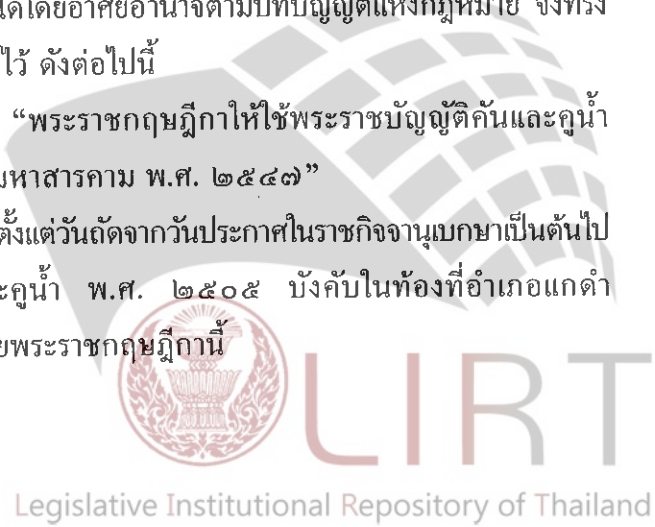 โดยอาศัยอำนาจตามบทบัญญัติแห่งกฎหมาย จึงทรง
ไว้ ดังต่อไปนี้
“พระราชกฤษฎีกาให้ใช้พระราชบัญญัติคันและคูน้ำ
มหาสารคาม พ.ศ. ๒๕๔๗”
ตั้งแต่วันถัดจากวันประกาศในราชกิจจานุเบกษาเป็นต้นไป
ะคูน้ำ พ.ศ. ๒๕๐๕ บังคับในท้องที่อำเภอแกดำ
ยพระราชกฤษฎีกานี้
LIRT
Legislative Institutional Repository of Thailand